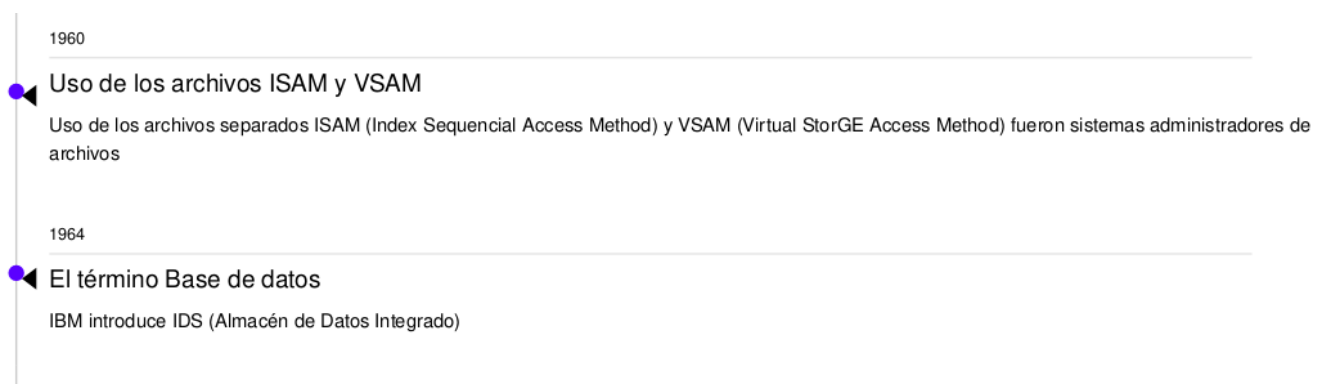 1960
Uso de los archivos ISAM y VSAM
Uso de los archivos separados ISAM (Index Sequencial Access Method) y VSAM (Virtual StorGE Access Method) fueron sistemas administradores de
archivos
1964
El término Base de datos
IBM introduce IDS (Almacén de Datos Integrado)